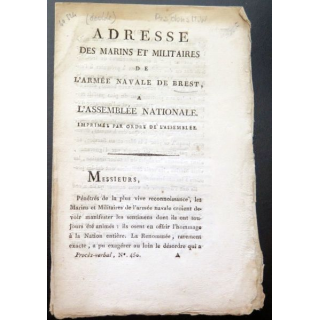 ADRESSE
DES MARINS ET MILITAIRES
DE
L'ARMÉE NAVALE DE BREST,
A
L'ASSEMBLÉE NATIONALE.
IMPRIMÉE PAR ORDRE DE L'ASSEMBLÉE.
MESSIEURS,
Pénétrés de la plus vive reconnoissance, les
Marins et Militaires de l'armée navale croient de-
voir manifester les sentimens dont ils ont tou-
jours été animés : ils osent en offrir l'hommage
à la Nation entière. La Renommée, rarement
exacte, a pu exagérer au loin le désordre qui a
Procès-verbal, N°. 450. A